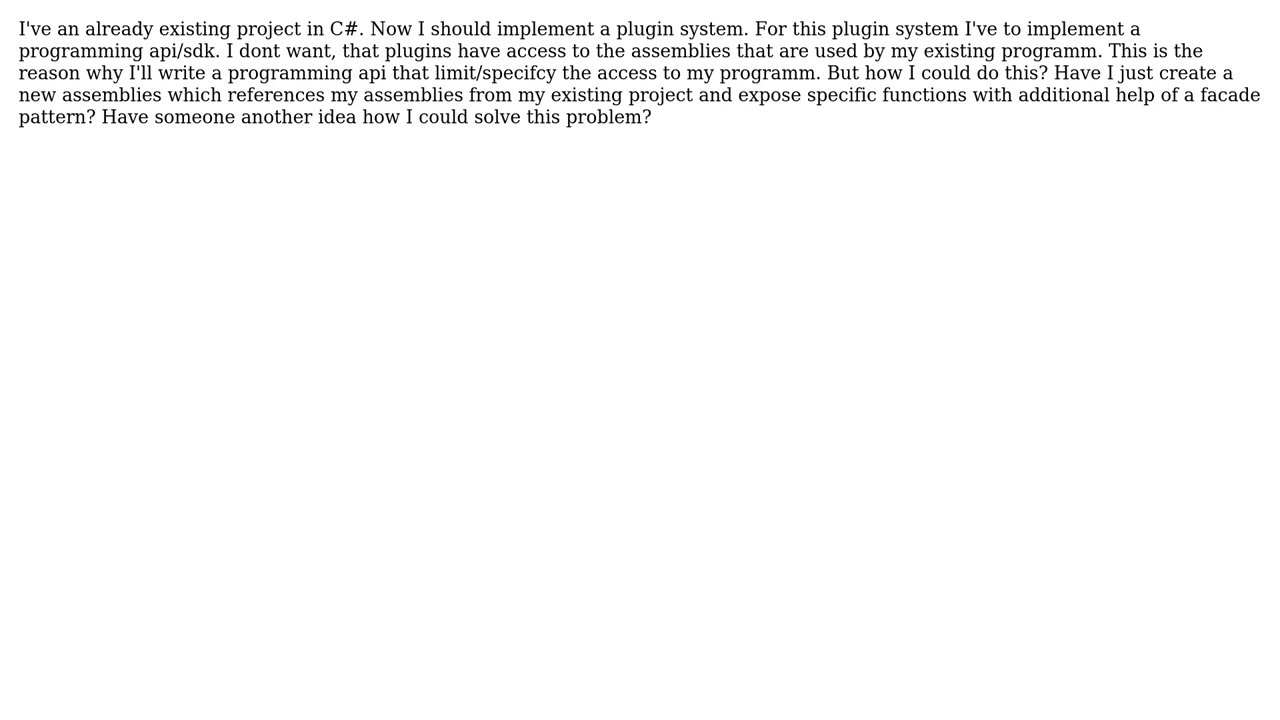 I've an already existing project in C#. Now I should implement a plugin system. For this plugin system I've to implement a
programming api/sdk. I dont want, that plugins have access to the assemblies that are used by my existing programm. This is the
reason why I'll write a programming api that limit/specifcy the access to my programm. But how I could do this? Have I just create a
new assemblies which references my assemblies from my existing project and expose specific functions with additional help of a facade
pattern? Have someone another idea how I could solve this problem?